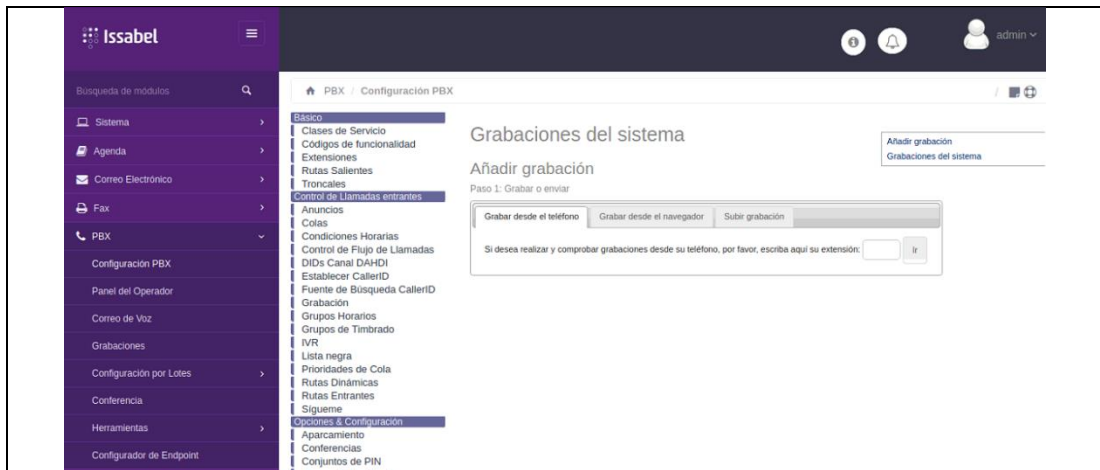 Issabel
admin
Búsqueda de módulos
Sistema
Agenda
Correo Electrónico
Fax
PBX
Configuración PBX
Panel del Operador
Correo de Voz
Grabaciones
Configuración por Lotes
Conferencia
Herramientas
Configurador de Endpoint
PBX / Configuración PBX
/
Básico
Clases de Servicio
Códigos de funcionalidad
Extensiones
Rutas Salientes
Troncales
Control de Llamadas entrantes
Anuncios
Colas
Condiciones Horarias
Control de Flujo de Llamadas
DIDs Canal DAHDI
Establecer CallerID
Fuente de Búsqueda CallerID
Grabación
Grupos Horarios
Grupos de Timbrado
IVR
Lista negra
Prioridades de Cola
Rutas Dinámicas
Rutas Entrantes
Sígueme
Opciones & Configuración
Aparcamiento
Conferencias
Conjuntos de PIN
Grabaciones del sistema
Añadir grabación
Paso 1: Grabar o enviar
Grabar desde el teléfono Grabar desde el navegador Subir grabación
Si desea realizar y comprobar grabaciones desde su teléfono, por favor, escriba aquí su extensión: Ir
Añadir grabación
Grabaciones del sistema